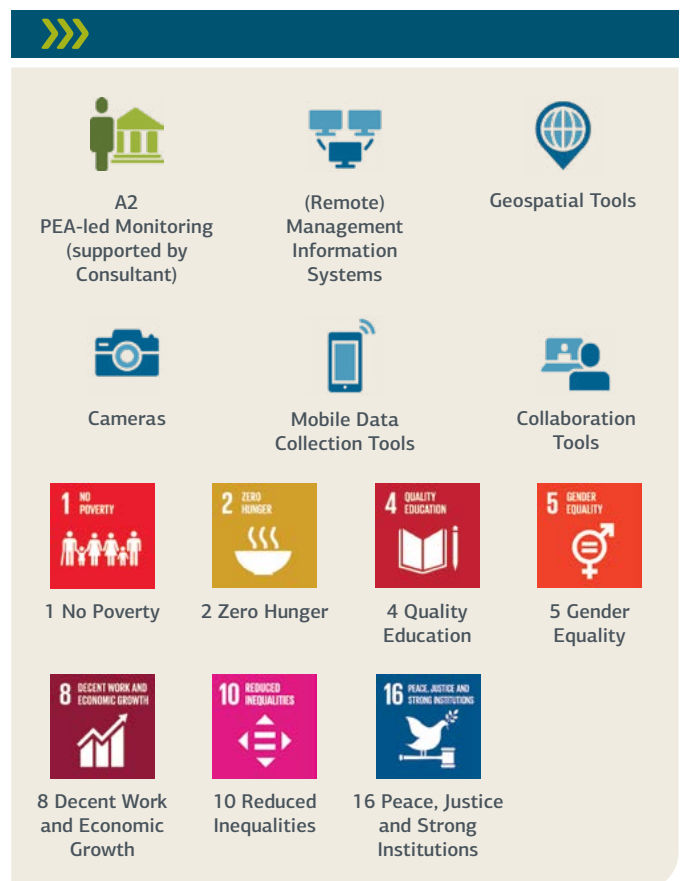 A2
PEA-led Monitoring
(supported by
Consultant)
(Remote)
Management
Information
Systems
Geospatial Tools
Cameras
Mobile Data
Collection Tools
Collaboration
Tools
1 NO
POVERTY
2 ZERO
HUNGER
4 QUALITY
EDUCATION
5 GENDER
EQUALITY
1 No Poverty
2 Zero Hunger
4 Quality
Education
5 Gender
Equality
8 DECENT WORK AND
ECONOMIC GROWTH
10 REDUCED
INEQUALITIES
16 PEACE, JUSTICE AND
STRONG INSTITUTIONS
8 Decent Work
and Economic
Growth
10 Reduced
Inequalities
16 Peace, Justice
and Strong
Institutions